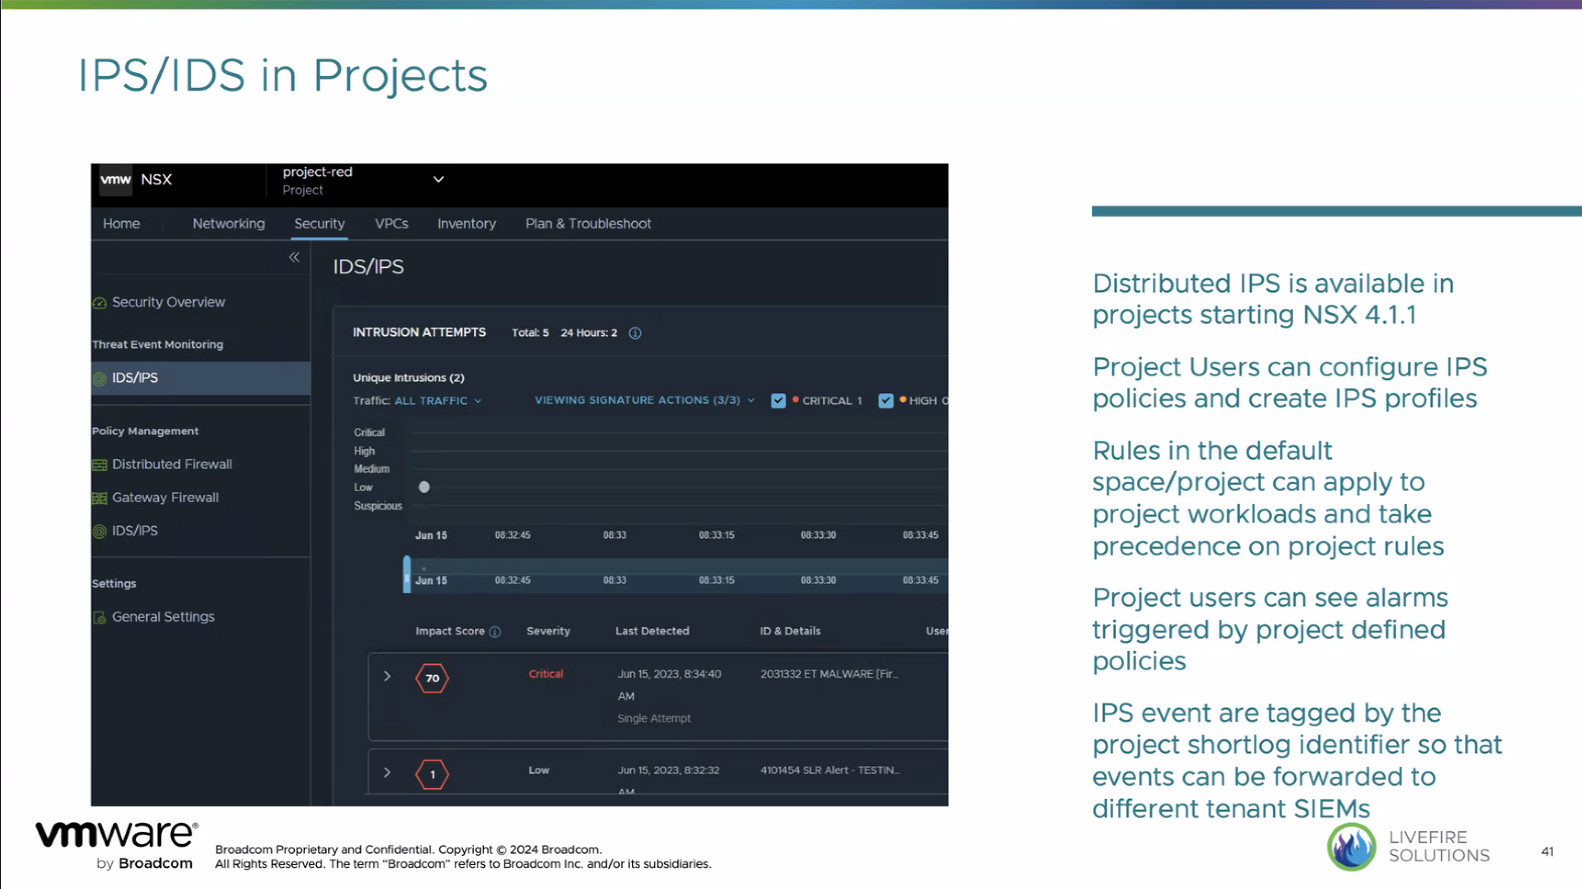 IPS/IDS in Projects
vmw NSX
project-red
Project
Home Networking Security VPCs Inventory Plan & Troubleshoot
Security Overview
Threat Event Monitoring
IDS/IPS
Policy Management
Distributed Firewall
Gateway Firewall
IDS/IPS
Settings
General Settings
IDS/IPS
INTRUSION ATTEMPTS Total: 5 24 Hours: 2
Unique Intrusions (2)
Traffic: ALL TRAFFIC VIEWING SIGNATURE ACTIONS (3/3) CRITICAL 1 HIGH 0
Critical
High
Medium
Low
Suspicious
Jun 15 08:32:45 08:33 08:33:15 08:33:30 08:33:45
Jun 15 08:32:45 08:33 08:33:15 08:33:30 08:33:45
Impact Score Severity Last Detected ID & Details User
70 Critical Jun 15, 2023, 8:34:40 2031332 ET MALWARE [Fir...
AM
Single Attempt
1 Low Jun 15, 2023, 8:32:32 4101454 SLR Alert - TESTIN...
AM
Distributed IPS is available in
projects starting NSX 4.1.1
Project Users can configure IPS
policies and create IPS profiles
Rules in the default
space/project can apply to
project workloads and take
precedence on project rules
Project users can see alarms
triggered by project defined
policies
IPS event are tagged by the
project shortlog identifier so that
events can be forwarded to
different tenant SIEMs
vmware®
by Broadcom
Broadcom Proprietary and Confidential. Copyright © 2024 Broadcom.
All Rights Reserved. The term “Broadcom” refers to Broadcom Inc. and/or its subsidiaries.
LIVEFIRE
SOLUTIONS
41